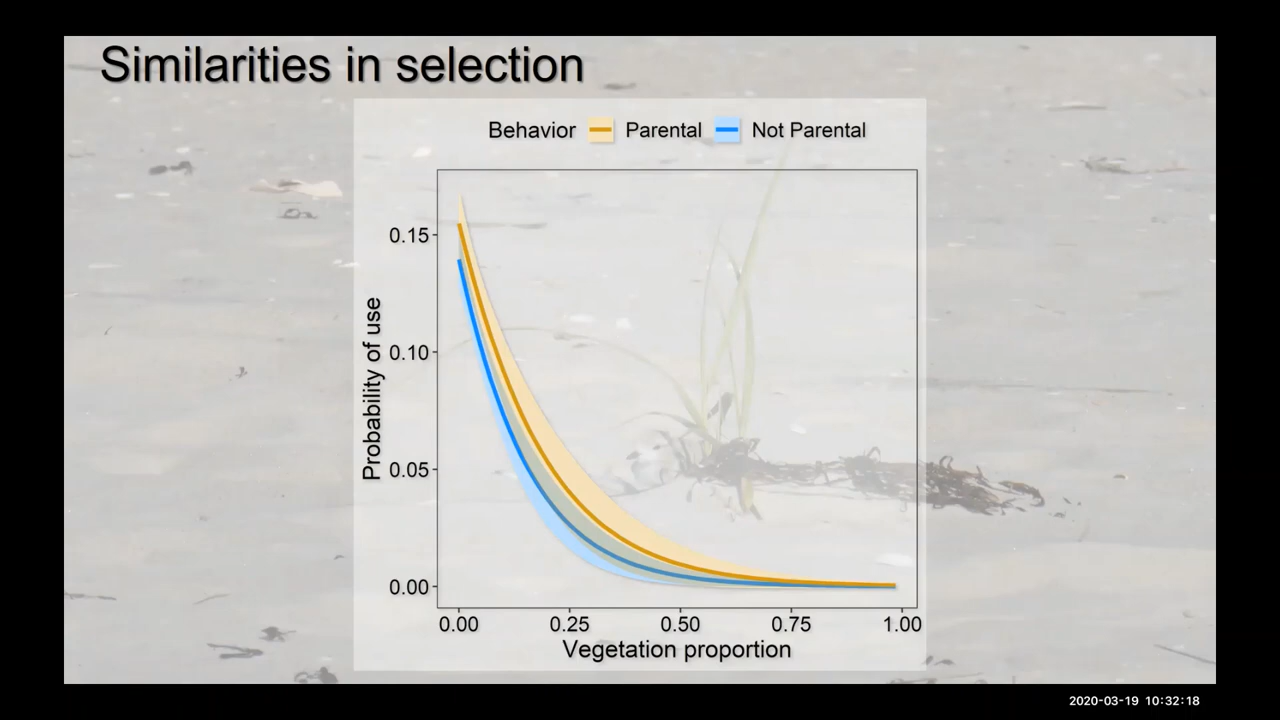 Similarities in selection
Behavior Parental Not Parental
0.15
0.10
0.05
0.00
Probability of use
0.00 0.25 0.50 0.75 1.00
Vegetation proportion
2020-03-19 10:32:18